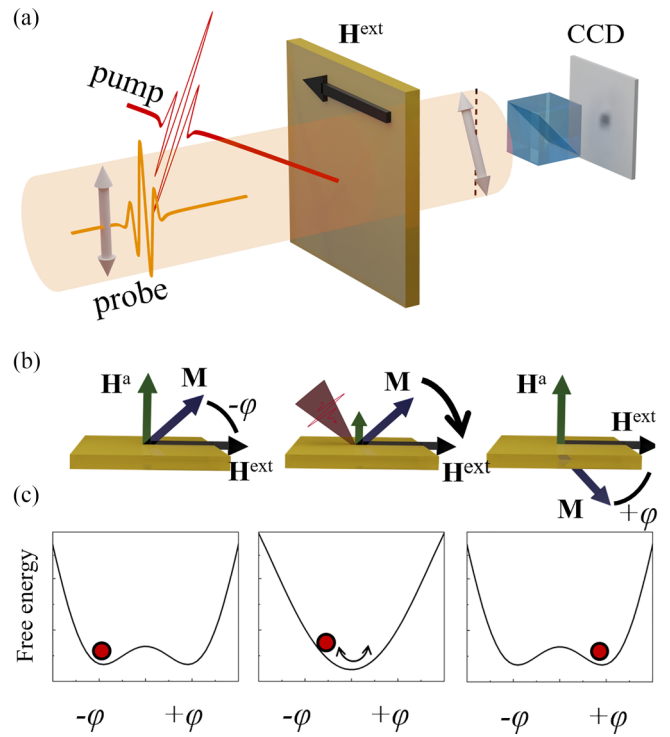 (a)
H^ext
CCD
pump
probe
(b)
H^a
M
-φ
H^ext
M
H^ext
H^a
H^ext
M
+φ
(c)
Free energy
-φ +φ
-φ +φ
-φ +φ